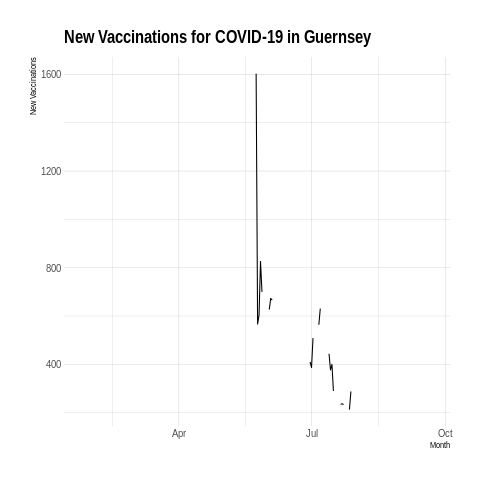 New Vaccinations for COVID-19 in Guernsey
New Vaccinations
1600
1200
800
400
Apr
Jul
Oct
Month